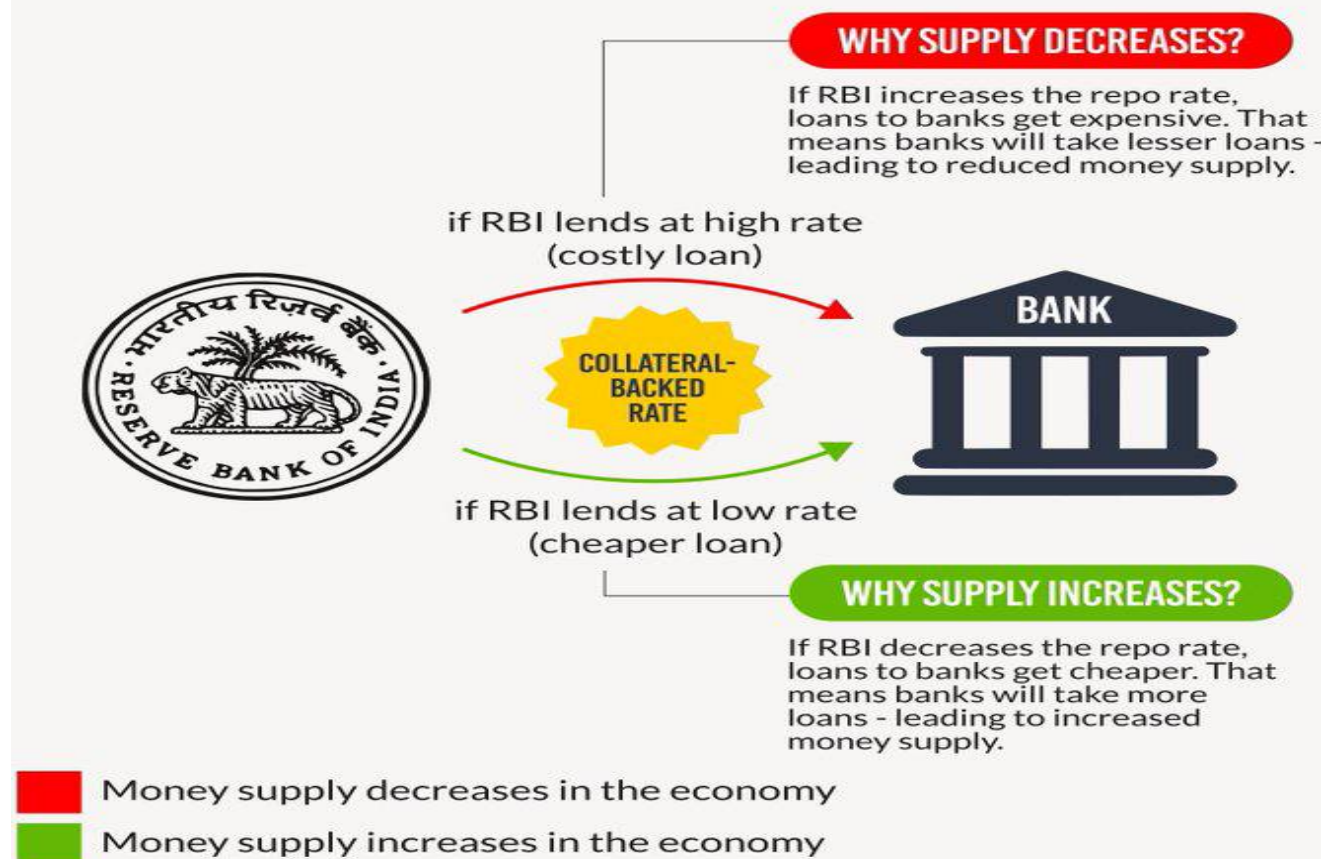 WHY SUPPLY DECREASES?
If RBI increases the repo rate,
loans to banks get expensive. That
means banks will take lesser loans -
leading to reduced money supply.
if RBI lends at high rate
(costly loan)
भारतीय रिज़र्व बैंक
RESERVE BANK OF INDIA
COLLATERAL-
BACKED
RATE
BANK
if RBI lends at low rate
(cheaper loan)
WHY SUPPLY INCREASES?
If RBI decreases the repo rate,
loans to banks get cheaper. That
means banks will take more
loans - leading to increased
money supply.
Money supply decreases in the economy
Money supply increases in the economy